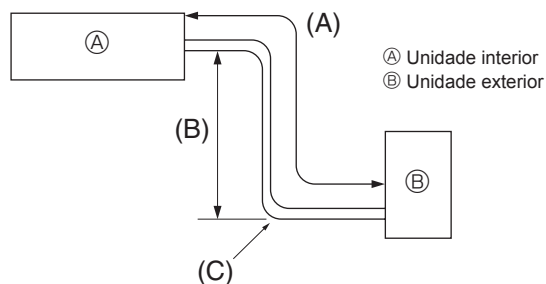 (A)
Ⓐ
Ⓐ Unidade interior
Ⓑ Unidade exterior
(B)
Ⓑ
(C)